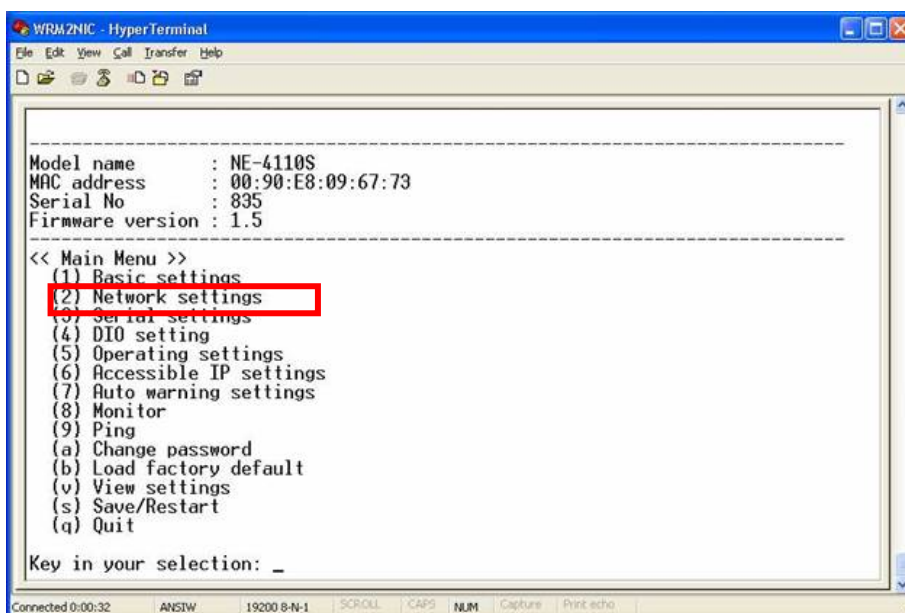 WRM2NIC - HyperTerminal
File Edit View Call Transfer Help
Model name : NE-4110S
MAC address : 00:90:E8:09:67:73
Serial No : 835
Firmware version : 1.5
<< Main Menu >>
(1) Basic settings
(2) Network settings
(3) Serial settings
(4) DIO setting
(5) Operating settings
(6) Accessible IP settings
(7) Auto warning settings
(8) Monitor
(9) Ping
(a) Change password
(b) Load factory default
(v) View settings
(s) Save/Restart
(q) Quit
Key in your selection: _
Connected 0:00:32 ANSIW 19200 8-N-1 SCROLL CAPS NUM Capture Print echo